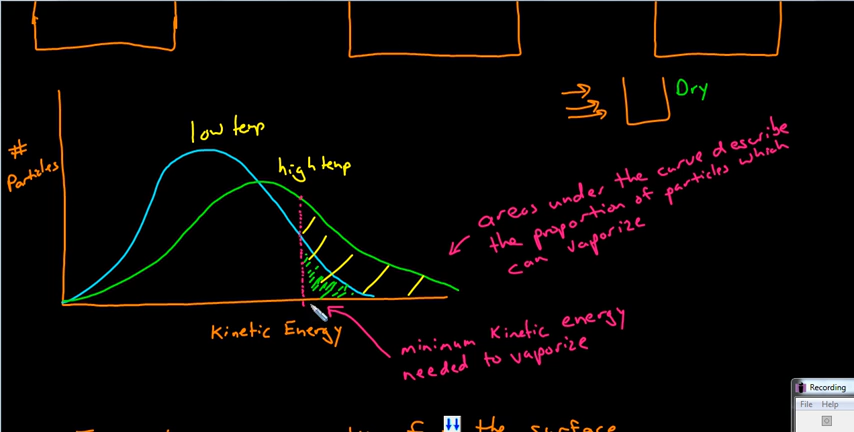 Dry
low temp
high temp
#
Particles
areas under the curve describe
the proportion of particles which
can vaporize
Kinetic Energy
minimum Kinetic energy
needed to vaporize
Recording
File Help
the surface